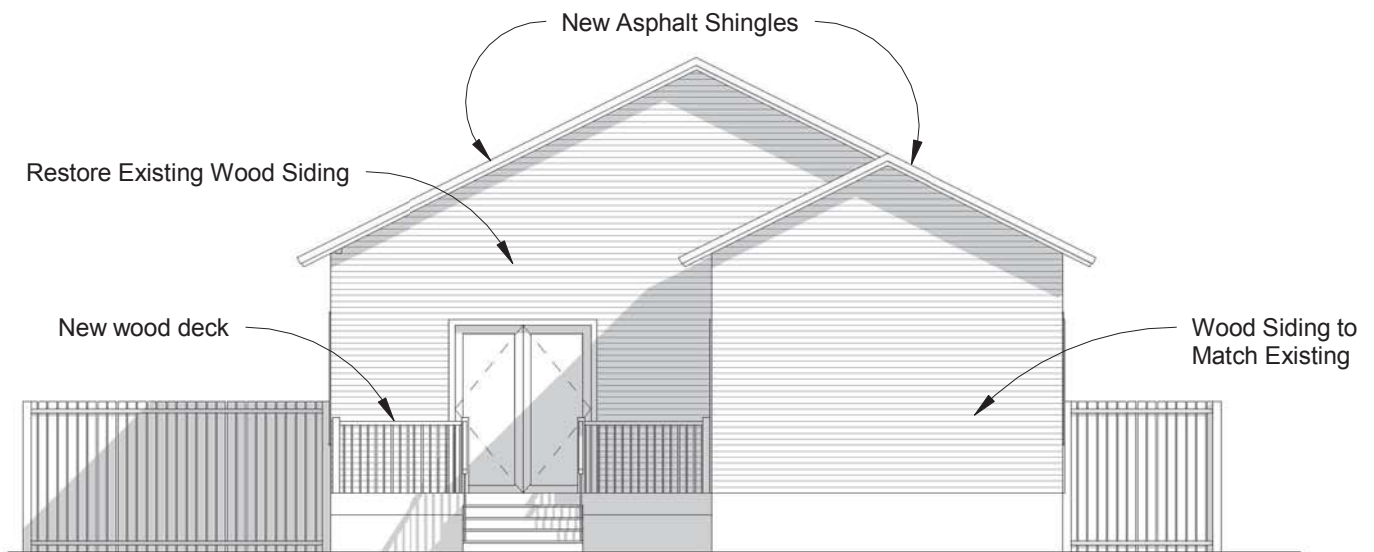 New Asphalt Shingles
Restore Existing Wood Siding
New wood deck
Wood Siding to
Match Existing